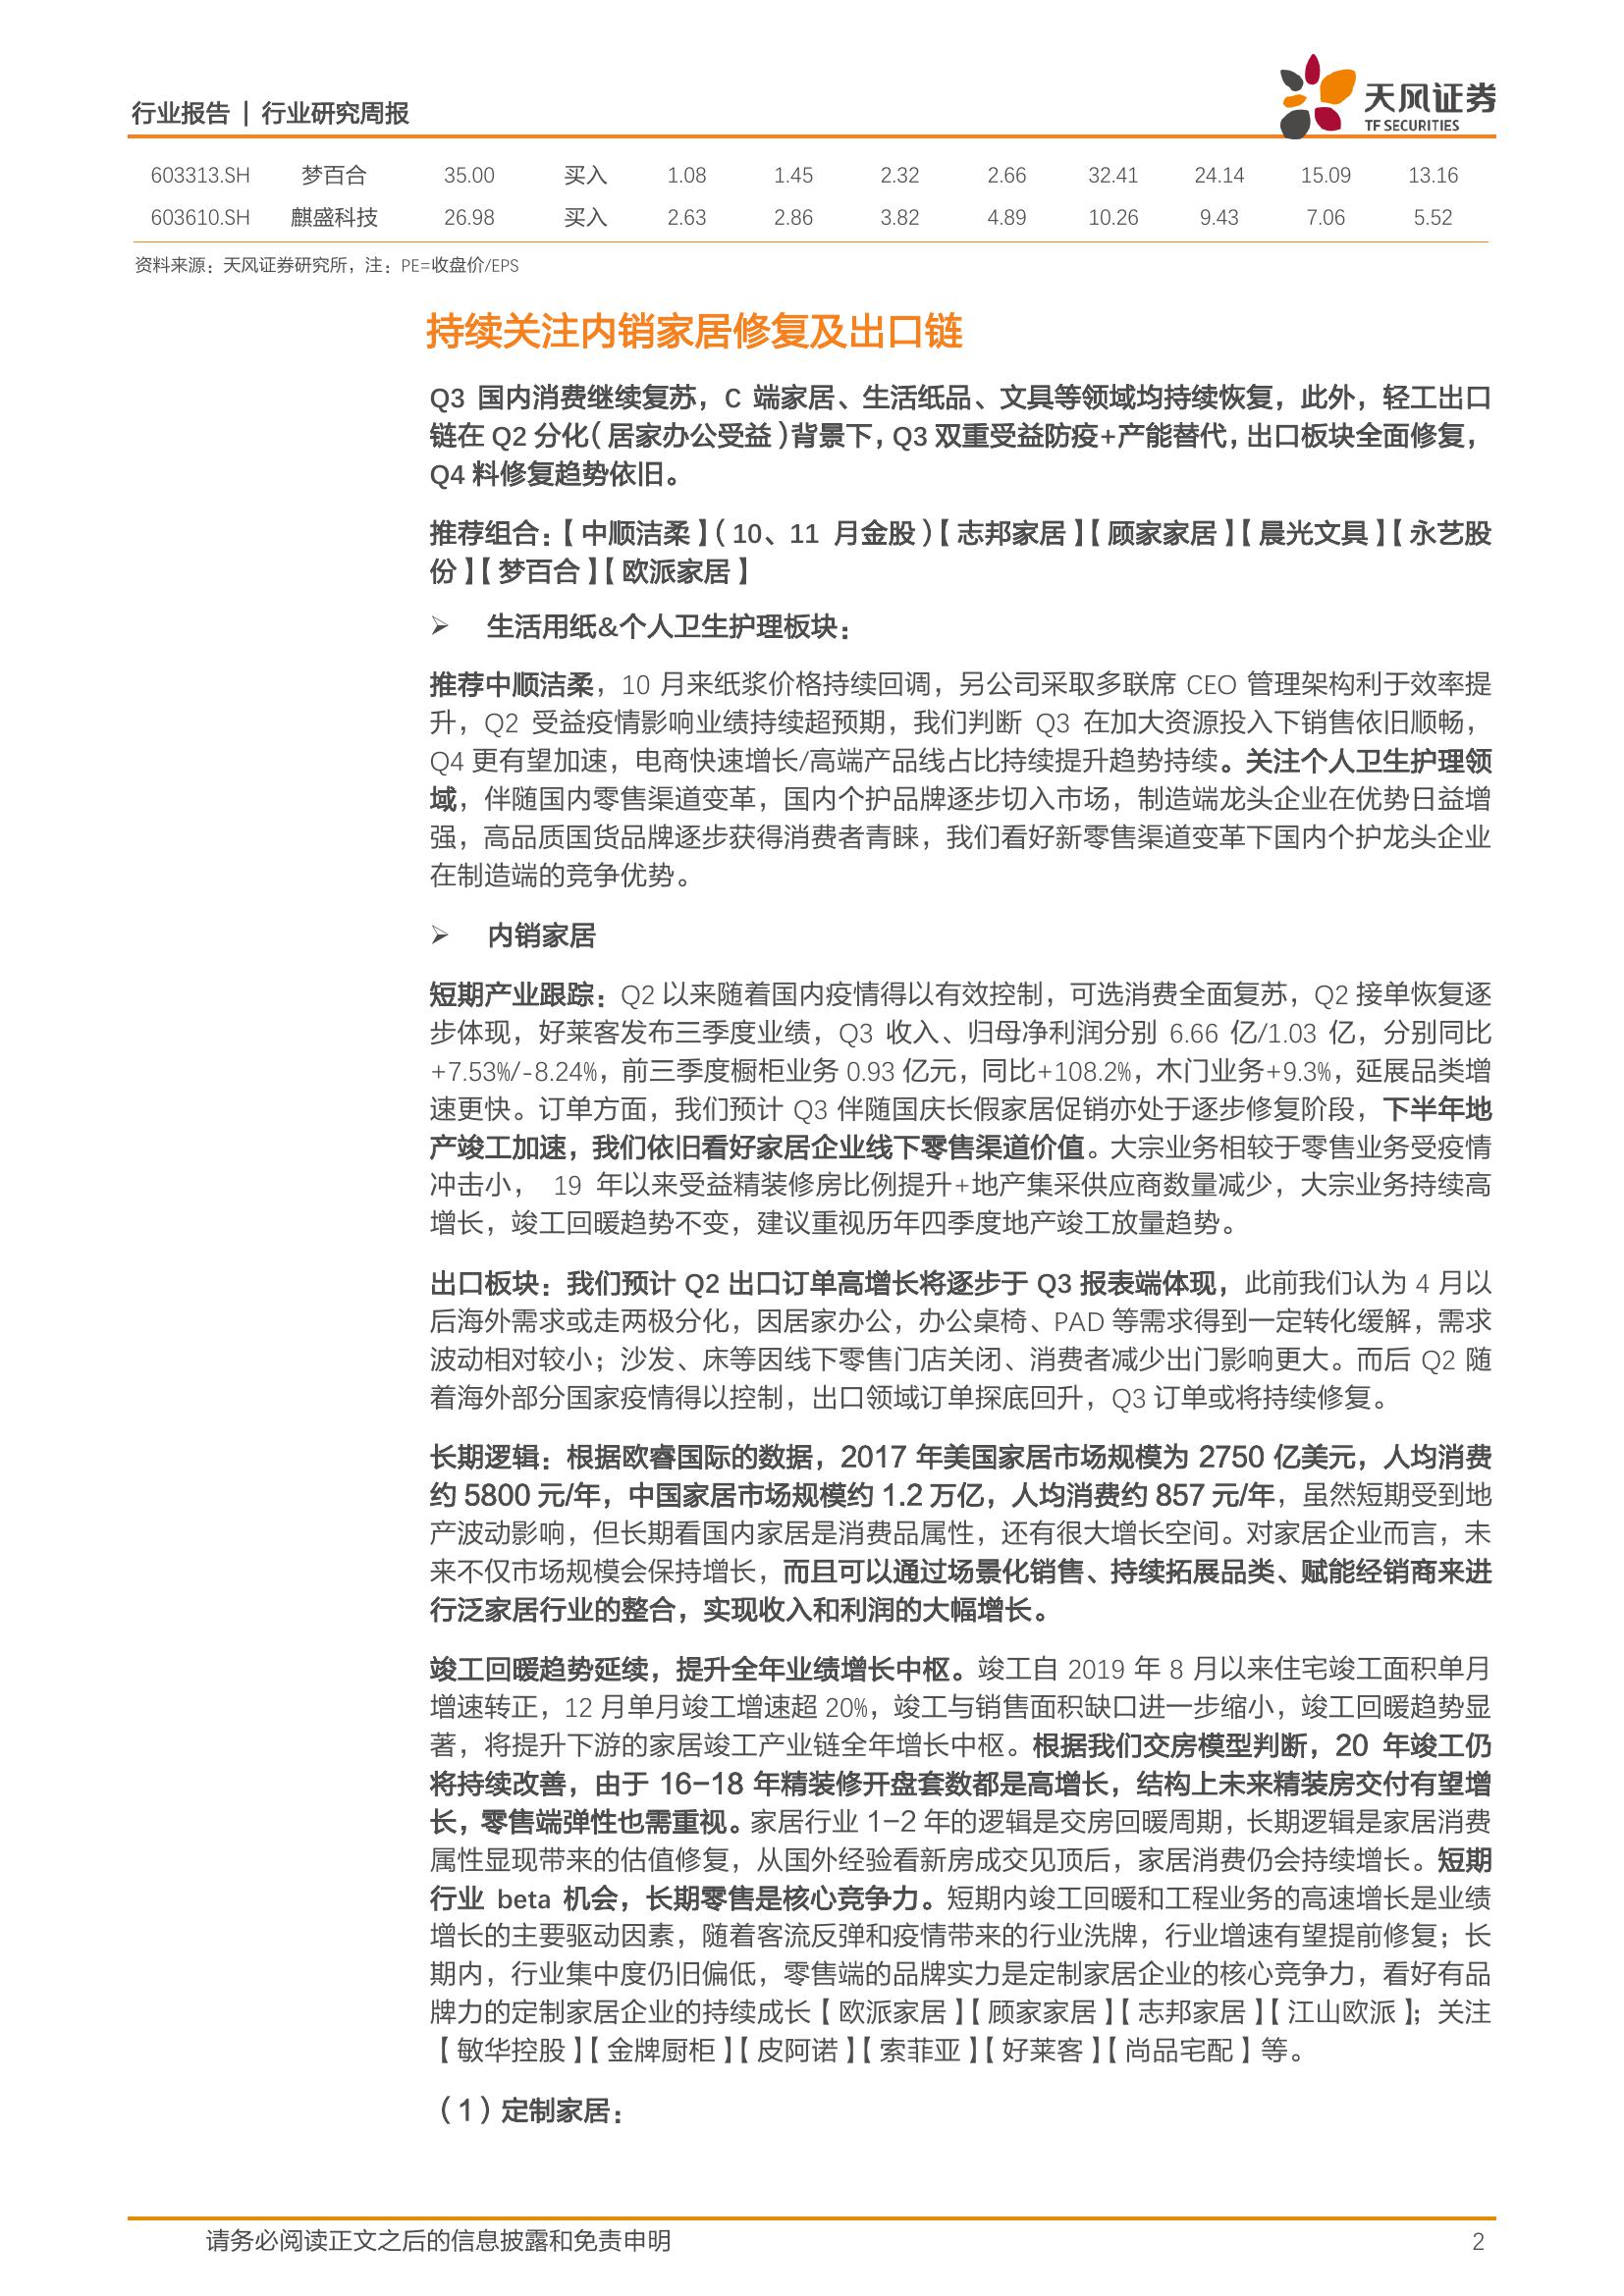 行业报告 | 行业研究周报
天风证券
TF SECURITIES
603313.SH 梦百合 35.00 买入 1.08 1.45 2.32 2.66 32.41 24.14 15.09 13.16
603610.SH 麒盛科技 26.98 买入 2.63 2.86 3.82 4.89 10.26 9.43 7.06 5.52
资料来源：天风证券研究所，注：PE=收盘价/EPS
持续关注内销家居修复及出口链
Q3 国内消费继续复苏，C 端家居、生活纸品、文具等领域均持续恢复，此外，轻工出口
链在 Q2 分化（居家办公受益）背景下，Q3 双重受益防疫+产能替代，出口板块全面修复，
Q4 料修复趋势依旧。
推荐组合：【中顺洁柔】（10、11 月金股）【志邦家居】【顾家家居】【晨光文具】【永艺股
份】【梦百合】【欧派家居】
➢ 生活用纸&个人卫生护理板块：
推荐中顺洁柔，10 月来纸浆价格持续回调，另公司采取多联席 CEO 管理架构利于效率提
升，Q2 受益疫情影响业绩持续超预期，我们判断 Q3 在加大资源投入下销售依旧顺畅，
Q4 更有望加速，电商快速增长/高端产品线占比持续提升趋势持续。关注个人卫生护理领
域，伴随国内零售渠道变革，国内个护品牌逐步切入市场，制造端龙头企业在优势日益增
强，高品质国货品牌逐步获得消费者青睐，我们看好新零售渠道变革下国内个护龙头企业
在制造端的竞争优势。
➢ 内销家居
短期产业跟踪：Q2 以来随着国内疫情得以有效控制，可选消费全面复苏，Q2 接单恢复逐
步体现，好莱客发布三季度业绩，Q3 收入、归母净利润分别 6.66 亿/1.03 亿，分别同比
+7.53%/-8.24%，前三季度橱柜业务 0.93 亿元，同比+108.2%，木门业务+9.3%，延展品类增
速更快。订单方面，我们预计 Q3 伴随国庆长假家居促销亦处于逐步修复阶段，下半年地
产竣工加速，我们依旧看好家居企业线下零售渠道价值。大宗业务相较于零售业务受疫情
冲击小， 19 年以来受益精装修房比例提升+地产集采供应商数量减少，大宗业务持续高
增长，竣工回暖趋势不变，建议重视历年四季度地产竣工放量趋势。
出口板块：我们预计 Q2 出口订单高增长将逐步于 Q3 报表端体现，此前我们认为 4 月以
后海外需求或走两极分化，因居家办公，办公桌椅、PAD 等需求得到一定转化缓解，需求
波动相对较小；沙发、床等因线下零售门店关闭、消费者减少出门影响更大。而后 Q2 随
着海外部分国家疫情得以控制，出口领域订单探底回升，Q3 订单或将持续修复。
长期逻辑：根据欧睿国际的数据，2017 年美国家居市场规模为 2750 亿美元，人均消费
约 5800 元/年，中国家居市场规模约 1.2 万亿，人均消费约 857 元/年，虽然短期受到地
产波动影响，但长期看国内家居是消费品属性，还有很大增长空间。对家居企业而言，未
来不仅市场规模会保持增长，而且可以通过场景化销售、持续拓展品类、赋能经销商来进
行泛家居行业的整合，实现收入和利润的大幅增长。
竣工回暖趋势延续，提升全年业绩增长中枢。竣工自 2019 年 8 月以来住宅竣工面积单月
增速转正，12 月单月竣工增速超 20%，竣工与销售面积缺口进一步缩小，竣工回暖趋势显
著，将提升下游的家居竣工产业链全年增长中枢。根据我们交房模型判断，20 年竣工仍
将持续改善，由于 16-18 年精装修开盘套数都是高增长，结构上未来精装房交付有望增
长，零售端弹性也需重视。家居行业 1-2 年的逻辑是交房回暖周期，长期逻辑是家居消费
属性显现带来的估值修复，从国外经验看新房成交见顶后，家居消费仍会持续增长。短期
行业 beta 机会，长期零售是核心竞争力。短期内竣工回暖和工程业务的高速增长是业绩
增长的主要驱动因素，随着客流反弹和疫情带来的行业洗牌，行业增速有望提前修复；长
期内，行业集中度仍旧偏低，零售端的品牌实力是定制家居企业的核心竞争力，看好有品
牌力的定制家居企业的持续成长【欧派家居】【顾家家居】【志邦家居】【江山欧派】；关注
【敏华控股】【金牌厨柜】【皮阿诺】【索菲亚】【好莱客】【尚品宅配】等。
（1）定制家居：
请务必阅读正文之后的信息披露和免责申明 2